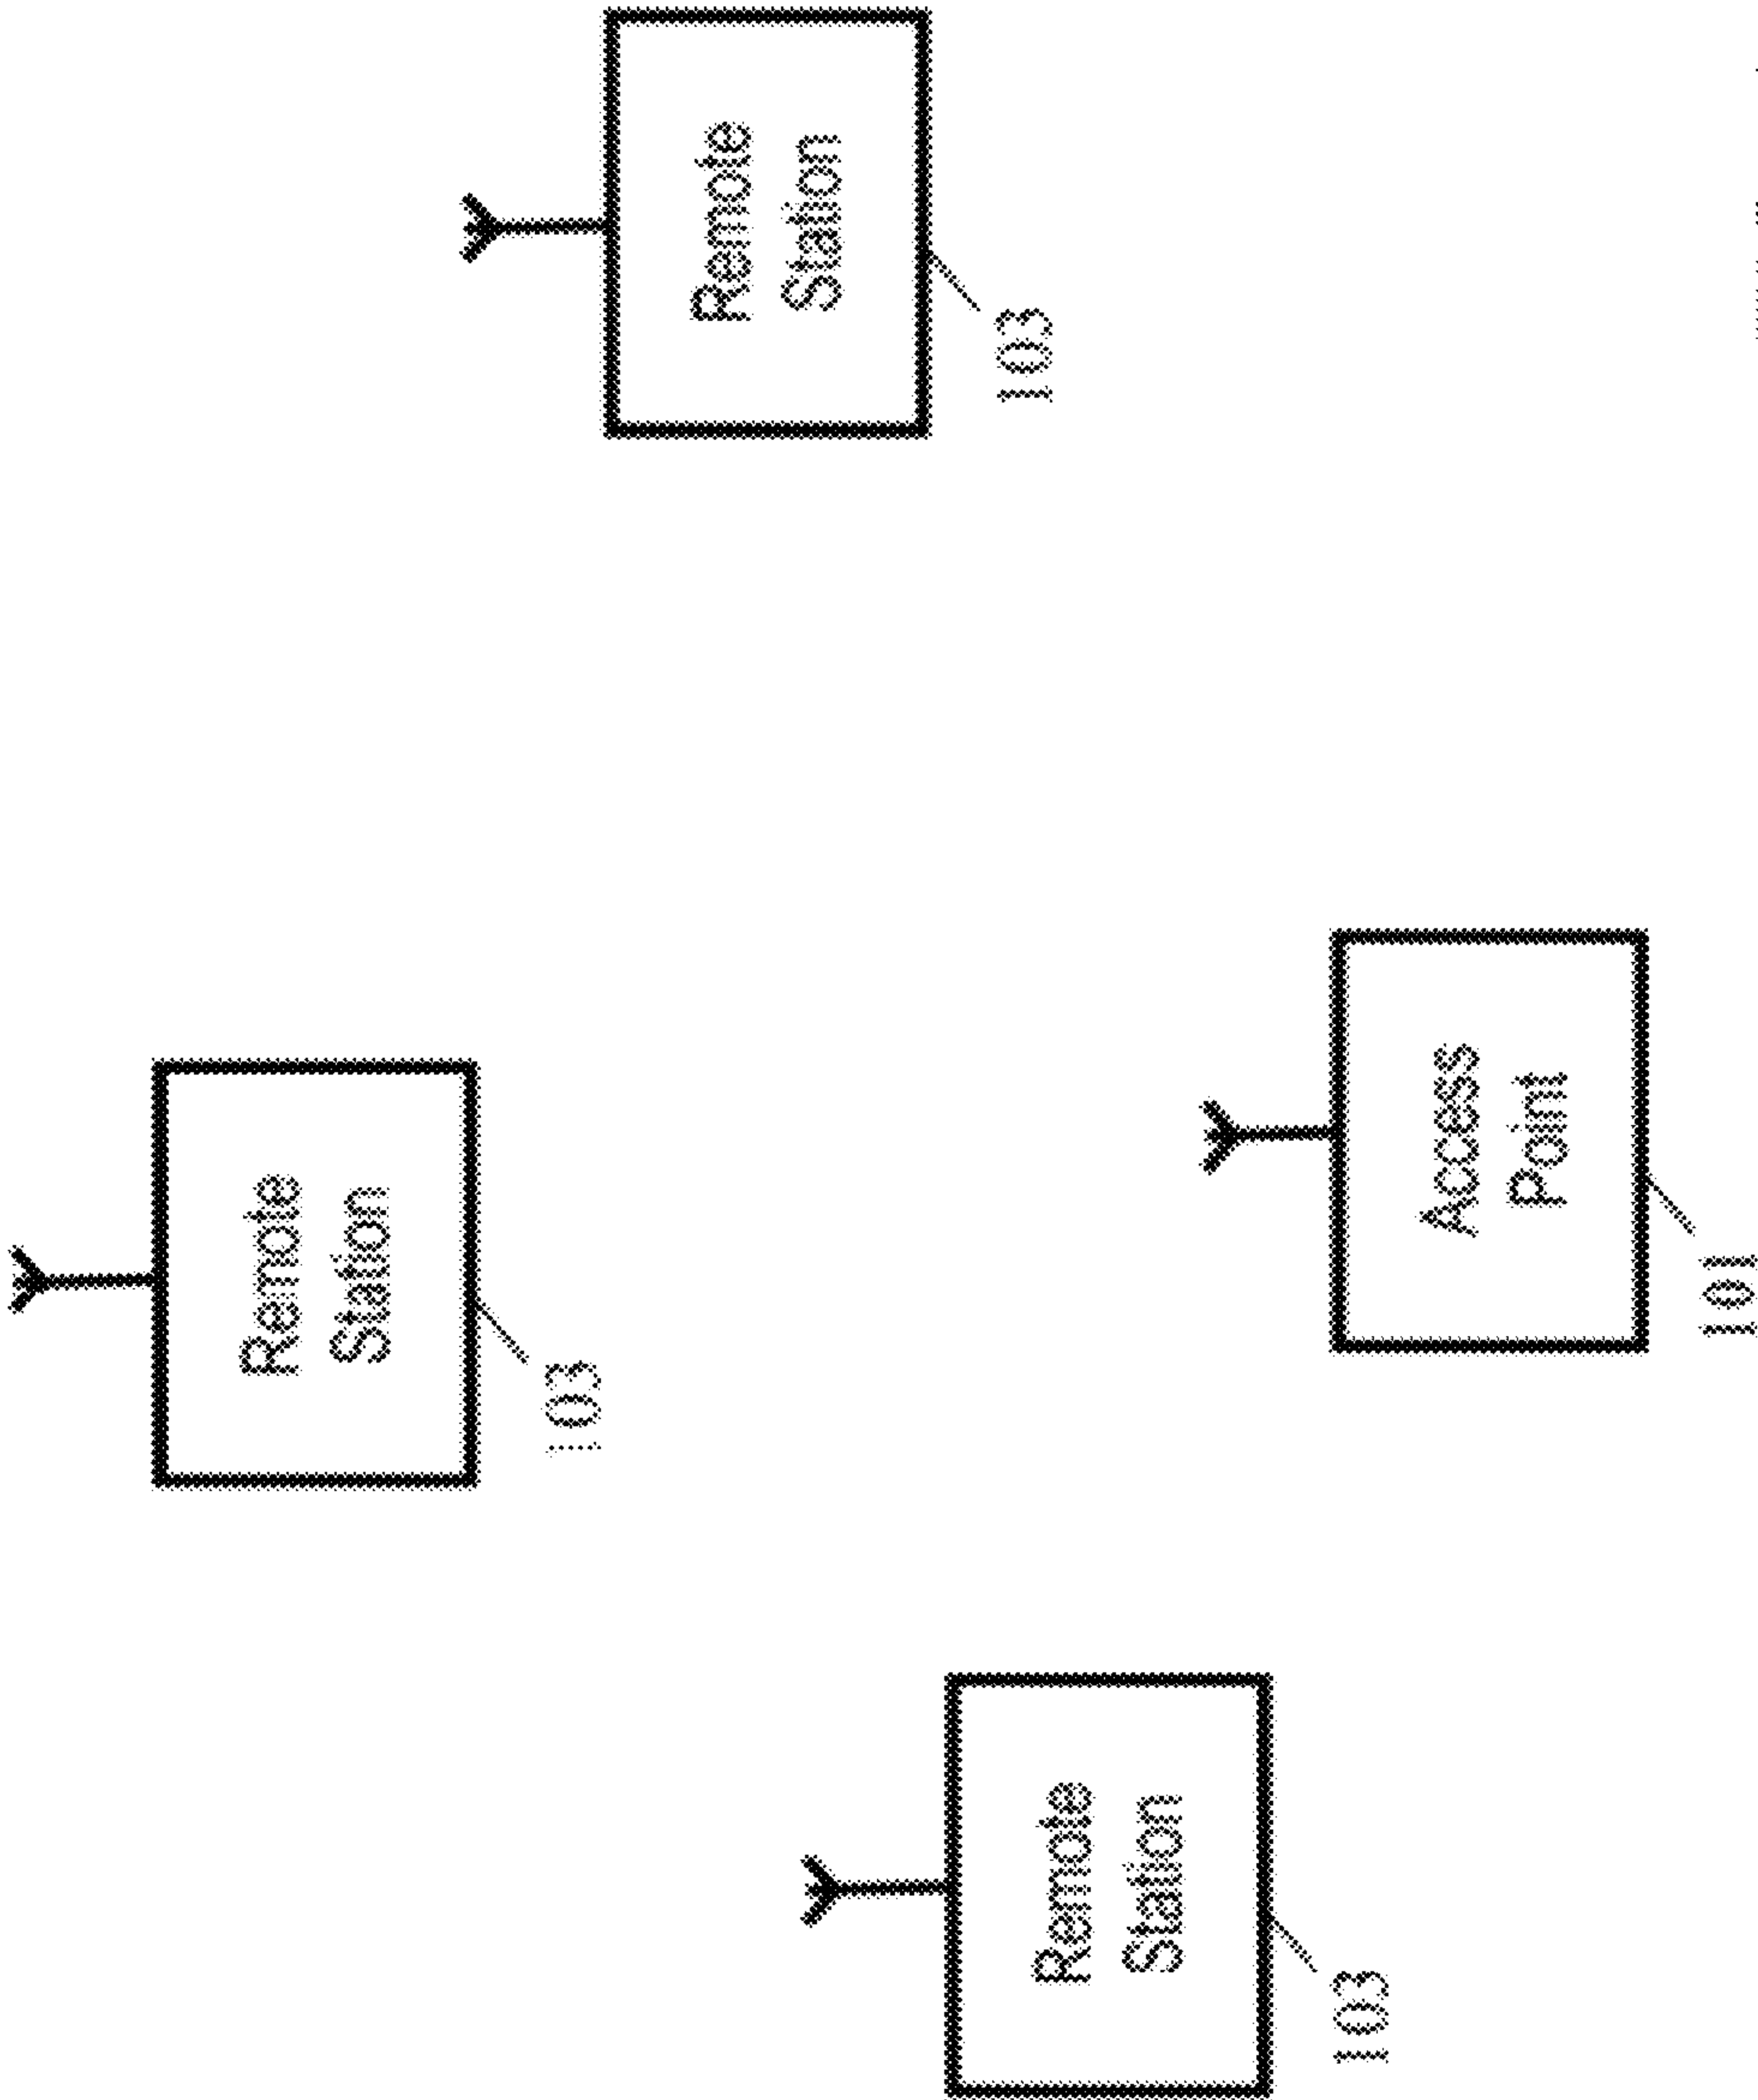 Remote
Station
103
Remote
Station
103
Remote
Station
103
Access
Point
101